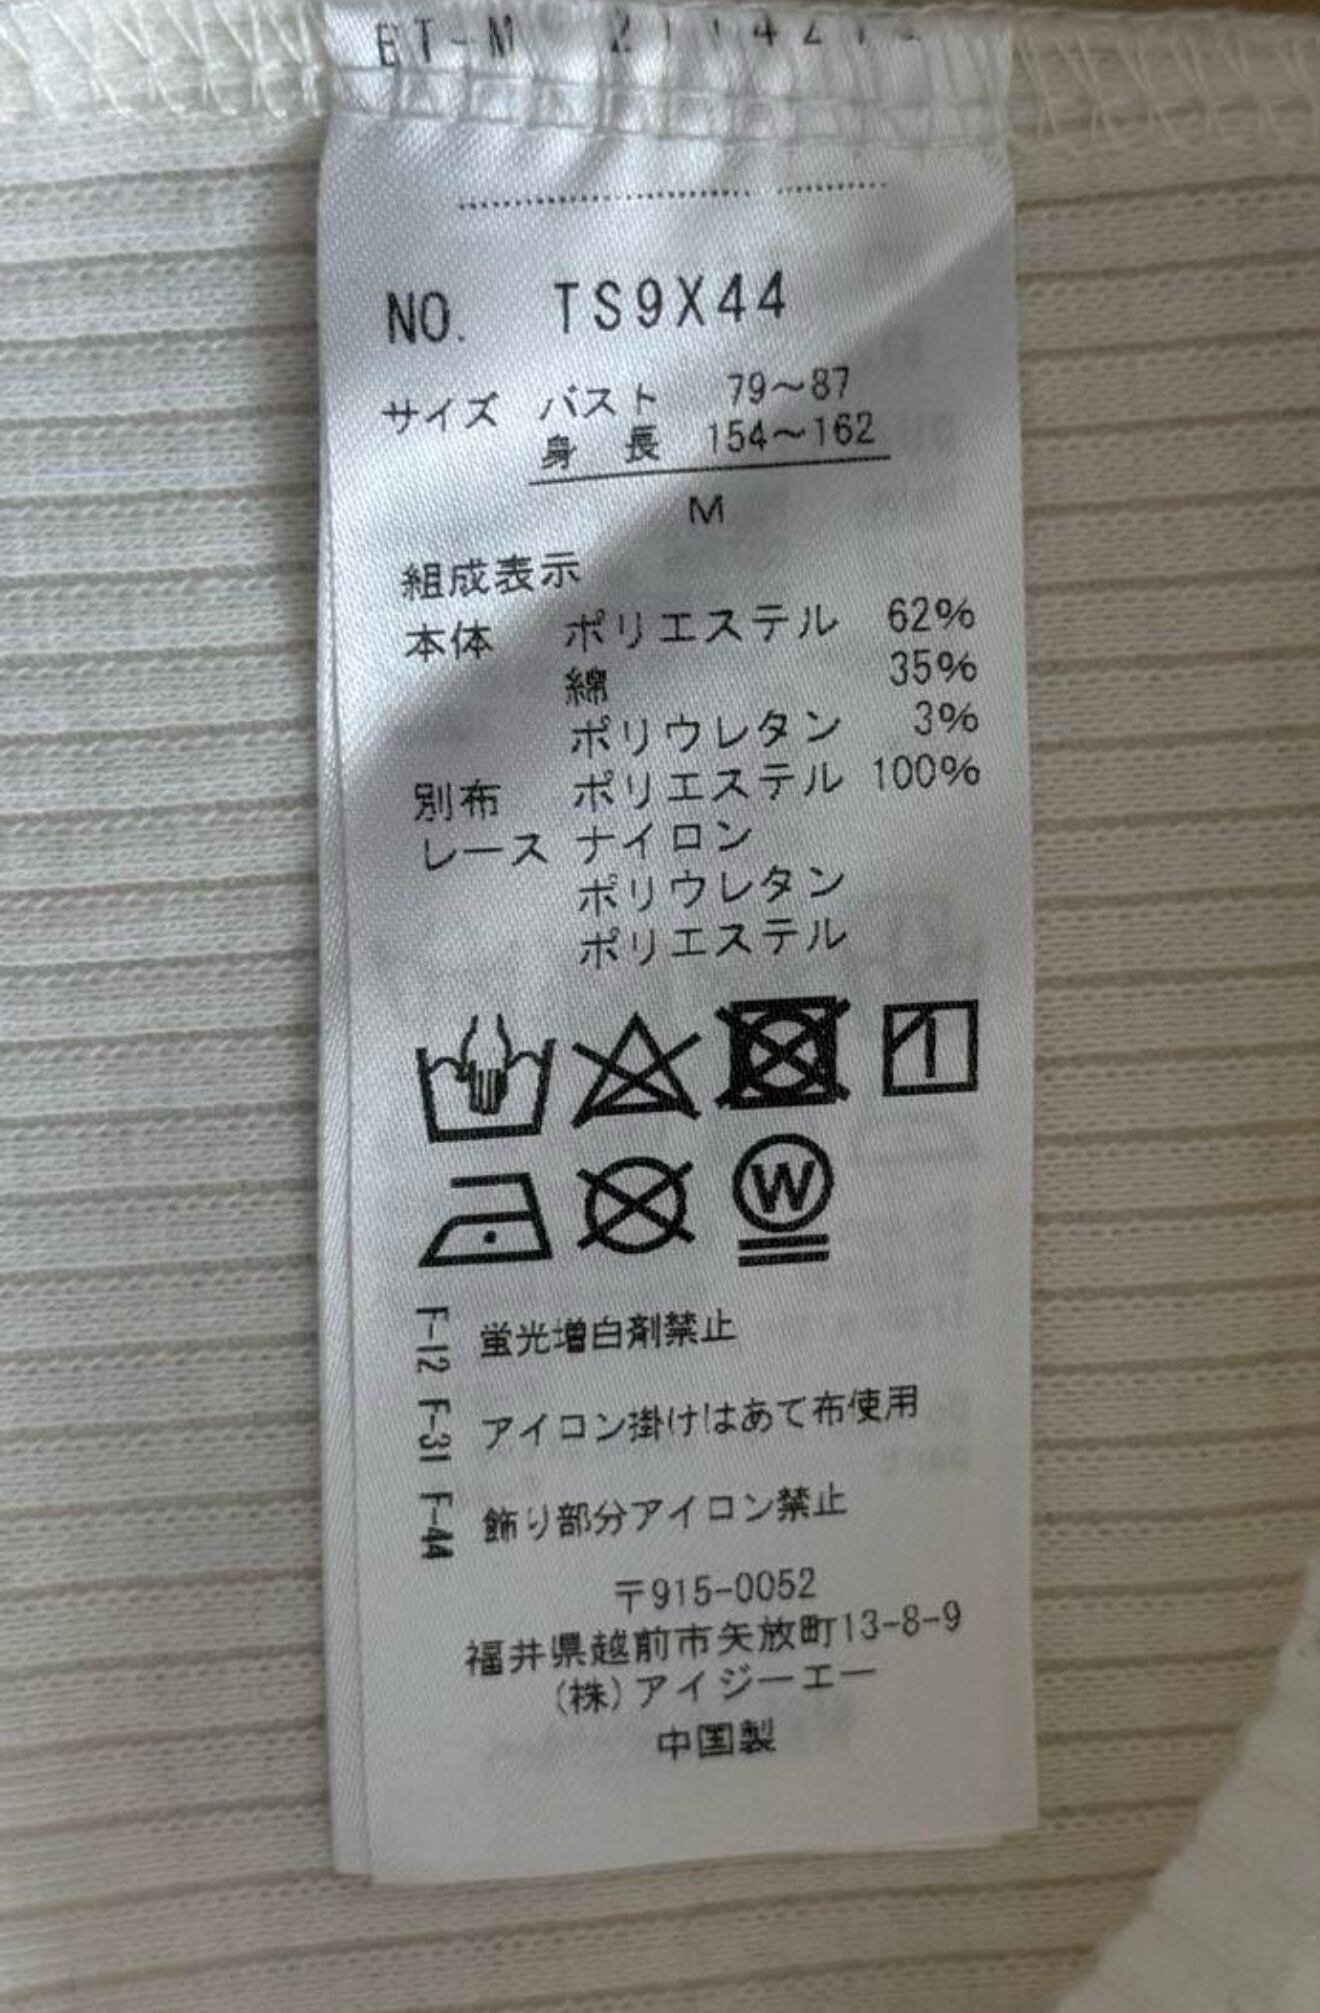 NO. TS9X44
サイズ バスト 79〜87
身 長 154〜162
M
組成表示
本体 ポリエステル 62%
綿 35%
ポリウレタン 3%
別布 ポリエステル 100%
レース ナイロン
ポリウレタン
ポリエステル
W
F-12 蛍光増白剤禁止
F-31 アイロン掛けはあて布使用
F-44 飾り部分アイロン禁止
〒915-0052
福井県越前市矢放町13-8-9
(株)アイジーエー
中国製